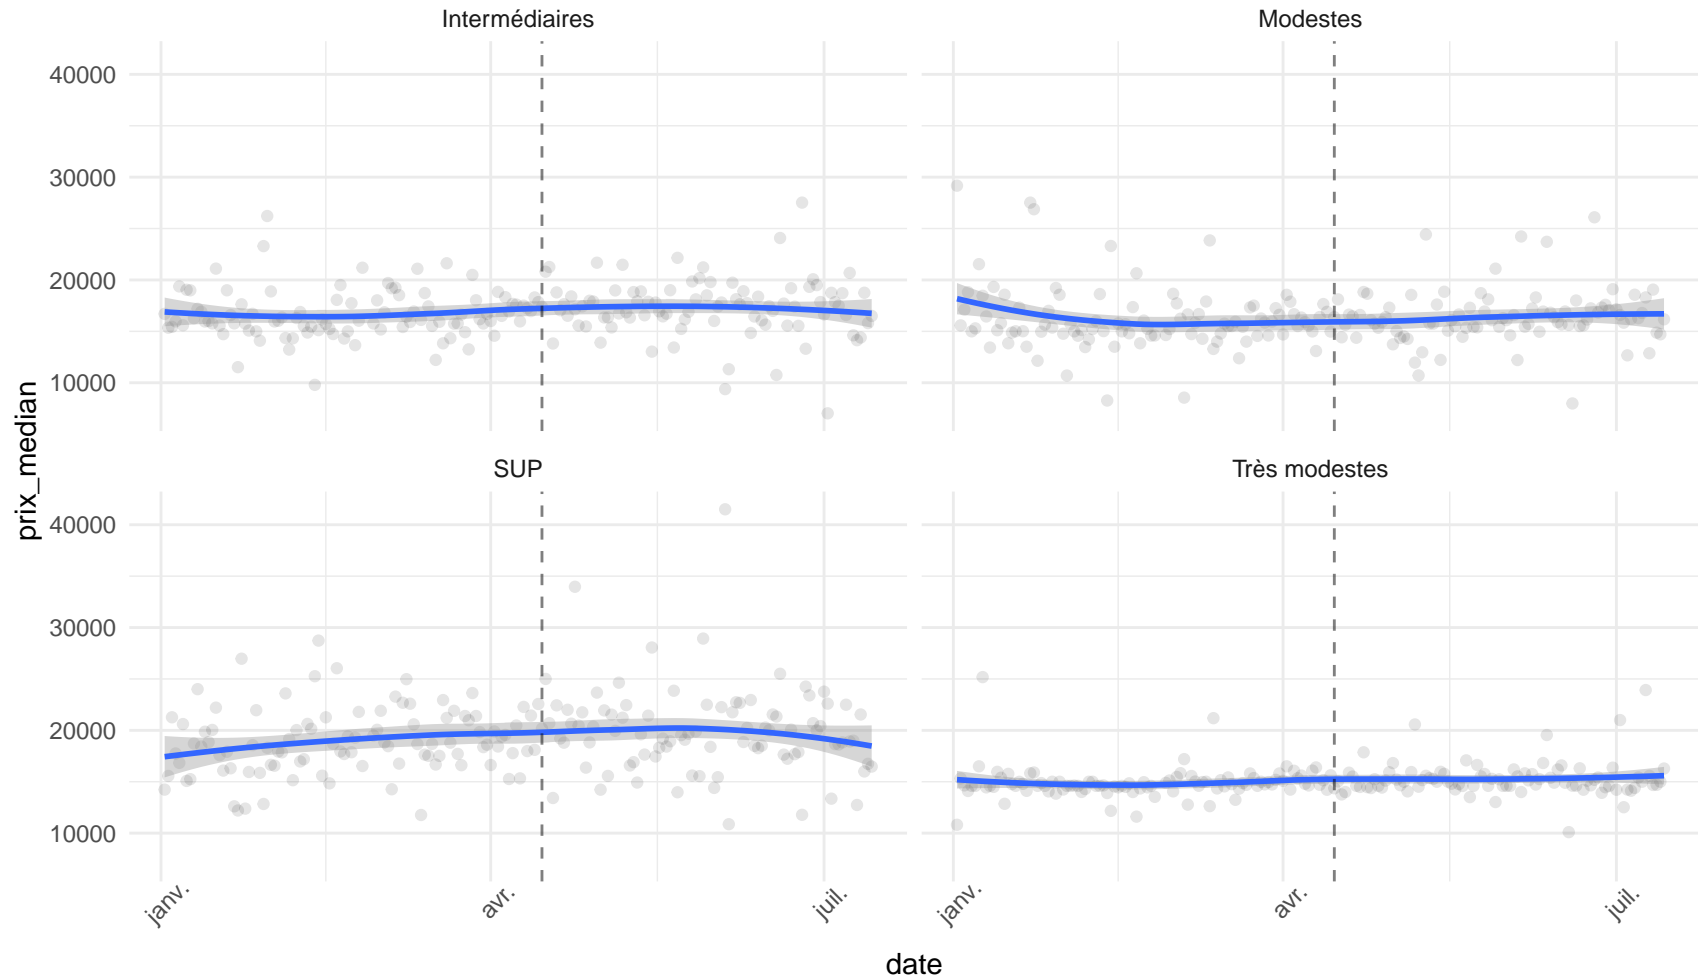 Intermédiaires
Modestes
40000
30000
20000
10000
SUP
Très modestes
40000
30000
20000
10000
prix_median
janv.
avr.
juil.
janv.
avr.
juil.
date